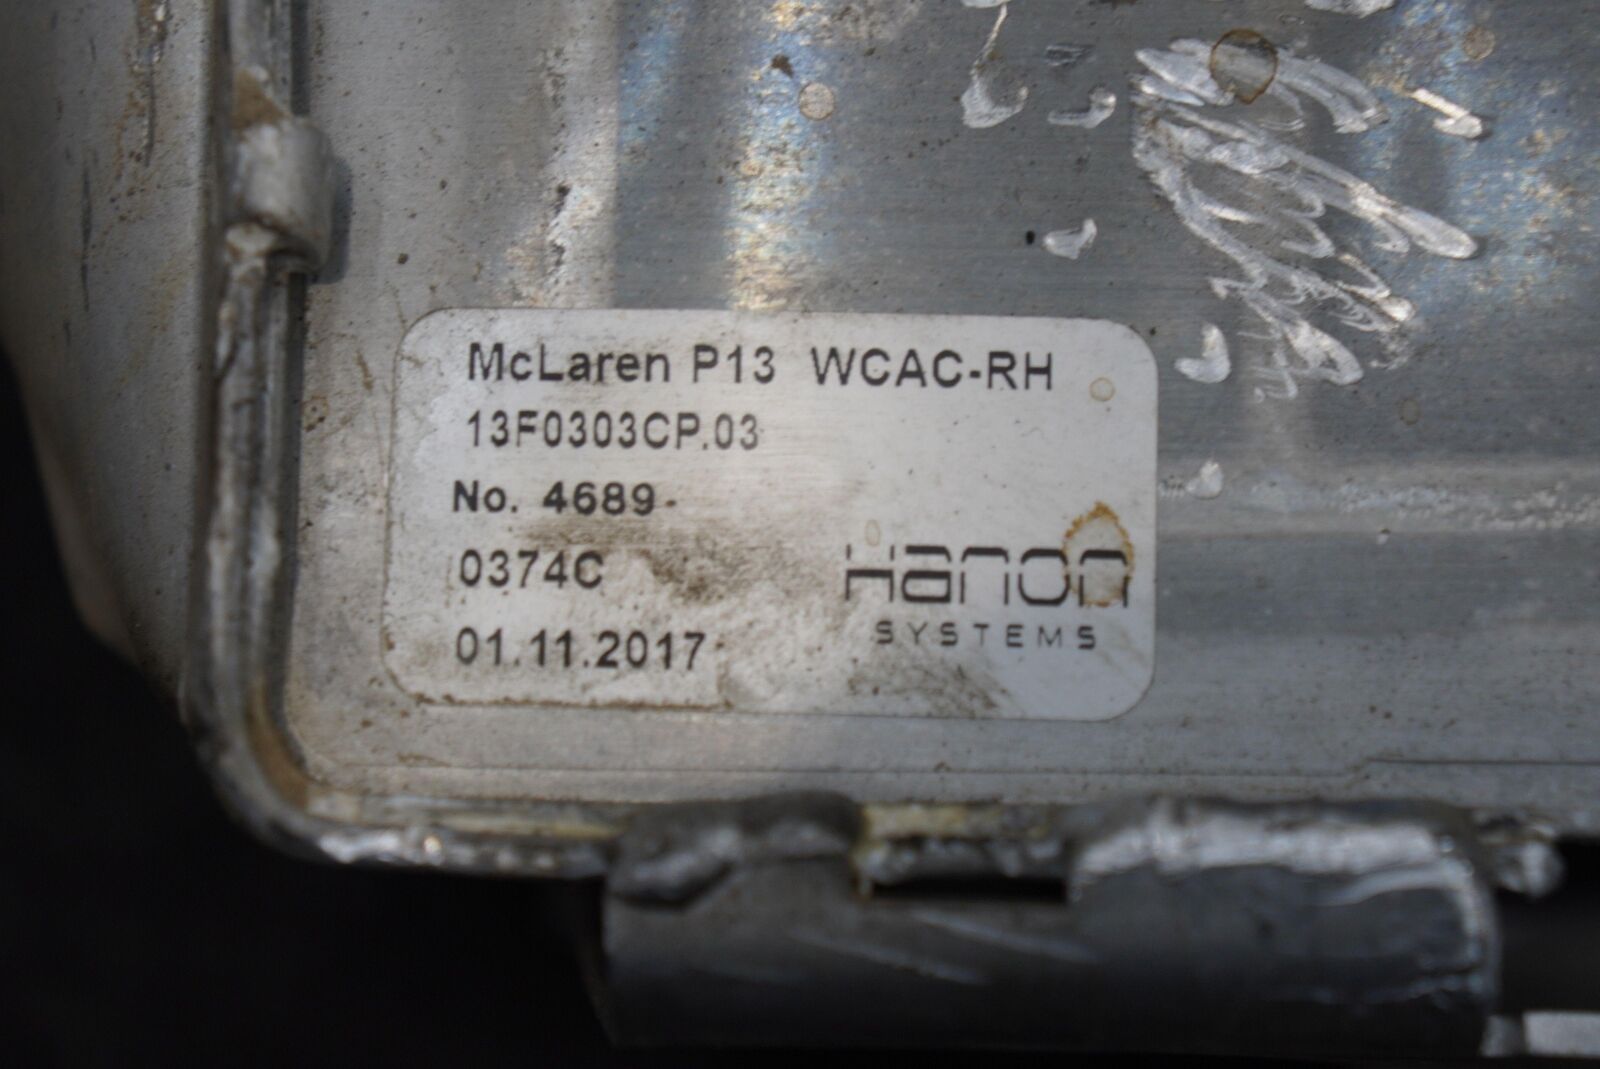 McLaren P13 WCAC-RH
13F0303CP.03
No. 4689-
0374C
01.11.2017
Hanon
SYSTEMS